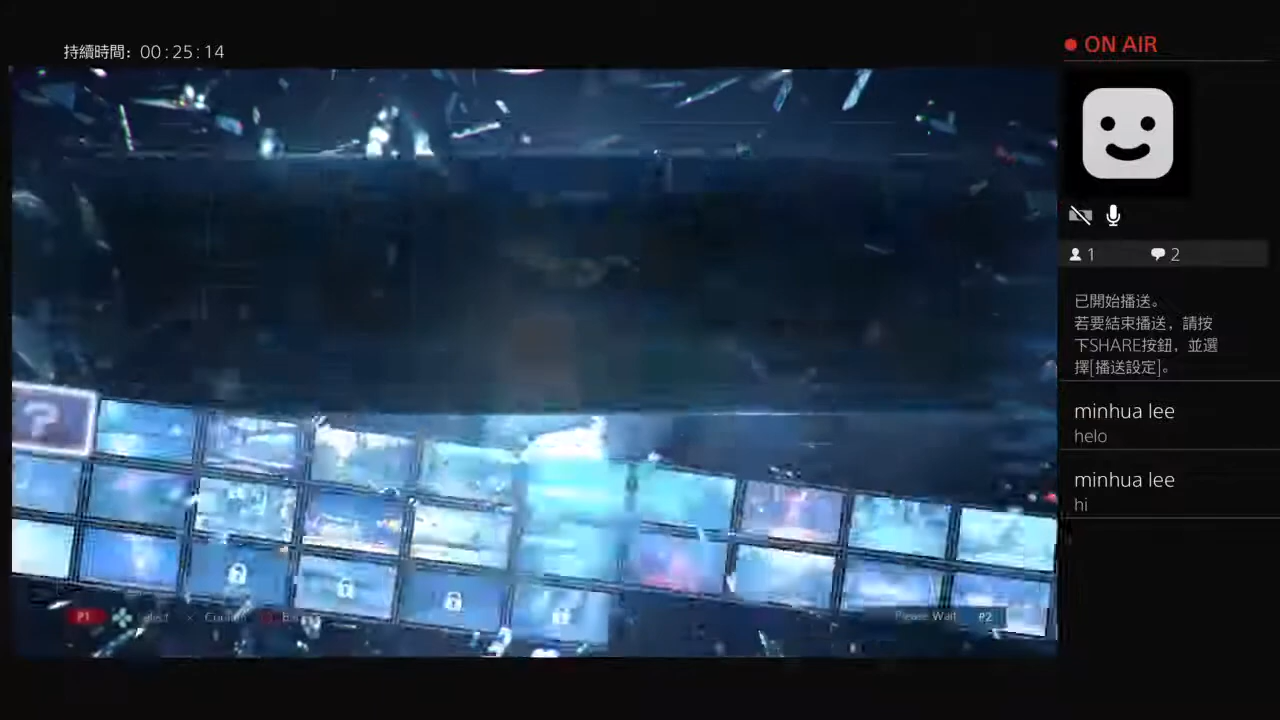 持續時間: 00:25:14
ON AIR
1
2
已開始播送。
若要結束播送，請按
下SHARE按鈕，並選
擇[播送設定]。
minhua lee
helo
minhua lee
hi
?
P1
Please Wait P2